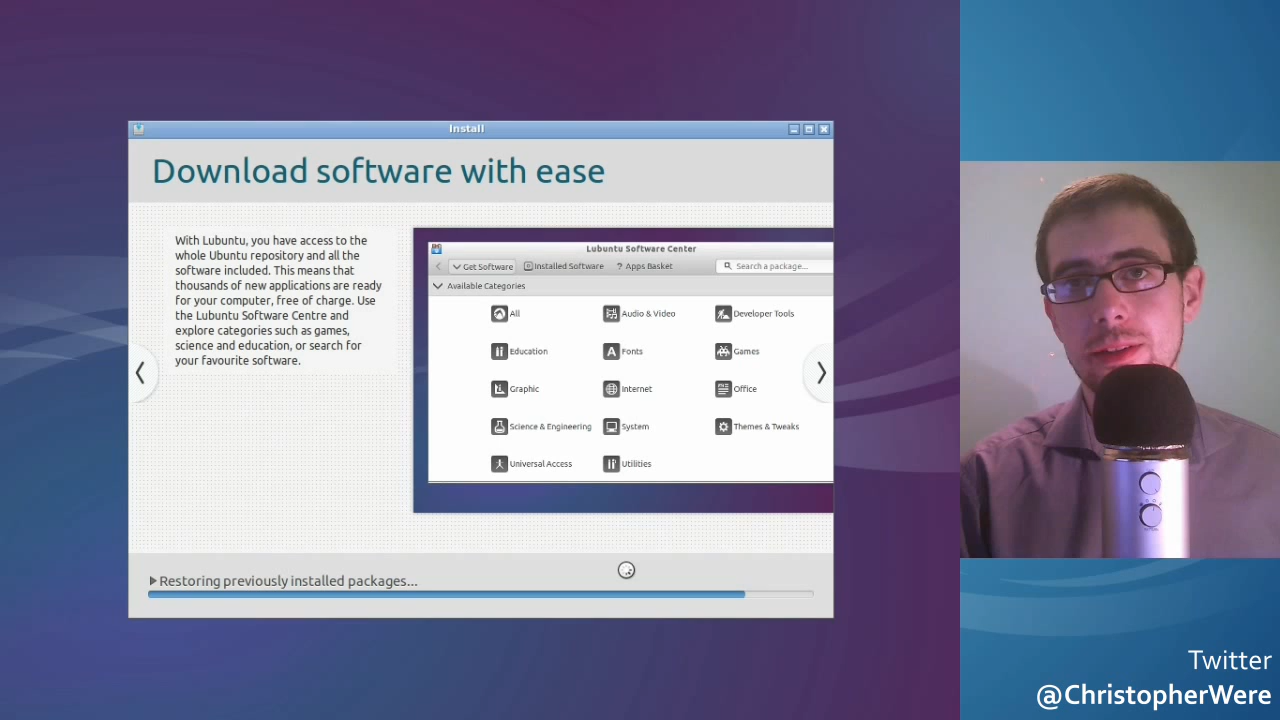 Install
Download software with ease
With Lubuntu, you have access to the
whole Ubuntu repository and all the
software included. This means that
thousands of new applications are ready
for your computer, free of charge. Use
the Lubuntu Software Centre and
explore categories such as games,
science and education, or search for
your favourite software.
Lubuntu Software Center
Get Software Installed Software ? Apps Basket Search a package...
Available Categories
All Audio & Video Developer Tools
Education Fonts Games
Graphic Internet Office
Science & Engineering System Themes & Tweaks
Universal Access Utilities
Restoring previously installed packages...
Twitter
@ChristopherWere